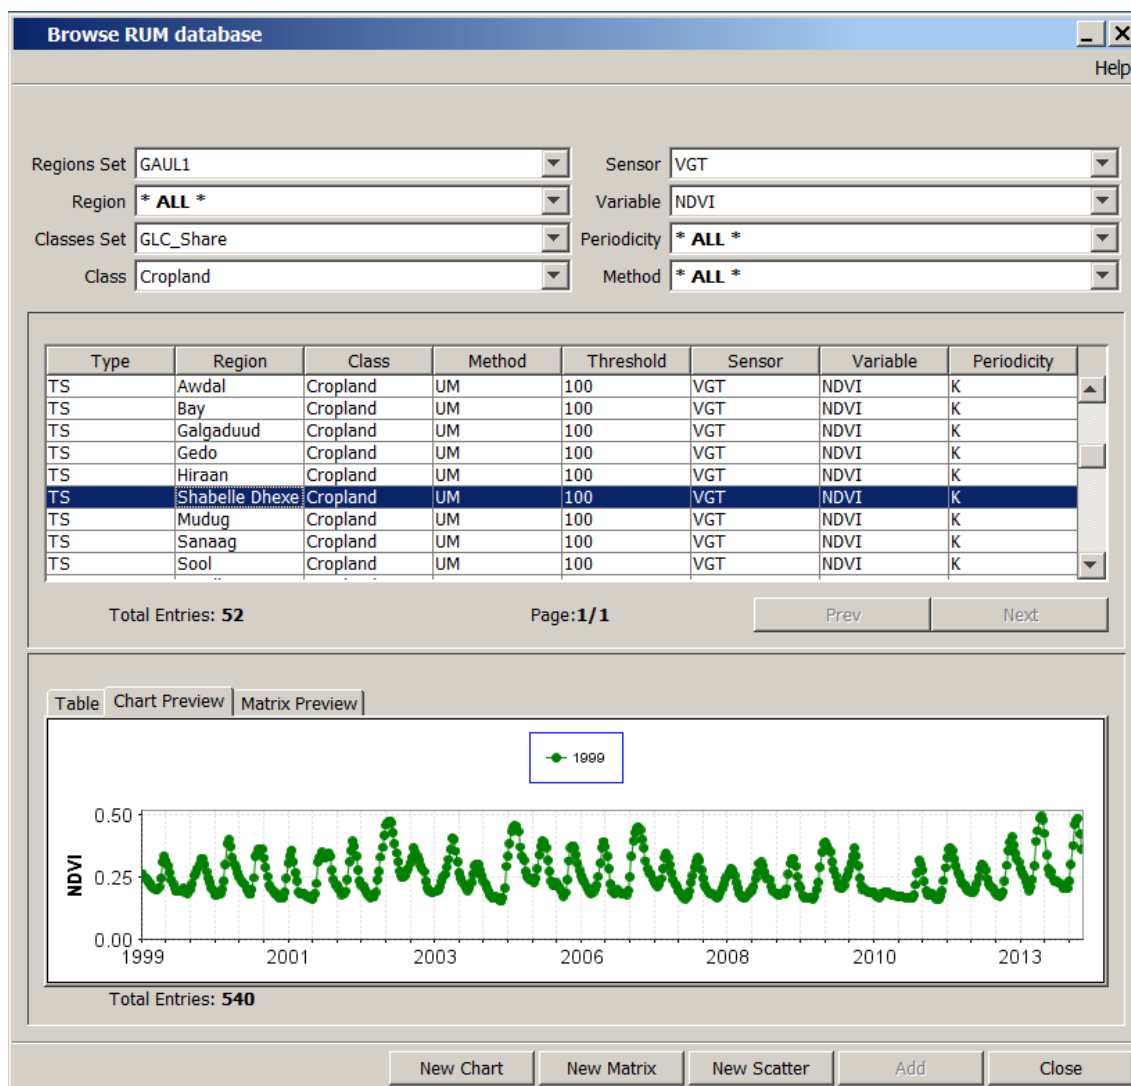 Browse RUM database
Help
Regions Set GAUL1 Sensor VGT
Region * ALL * Variable NDVI
Classes Set GLC_Share Periodicity * ALL *
Class Cropland Method * ALL *
Type Region Class Method Threshold Sensor Variable Periodicity
TS Awdal Cropland UM 100 VGT NDVI K
TS Bay Cropland UM 100 VGT NDVI K
TS Galgaduud Cropland UM 100 VGT NDVI K
TS Gedo Cropland UM 100 VGT NDVI K
TS Hiraan Cropland UM 100 VGT NDVI K
TS Shabelle Dhexe Cropland UM 100 VGT NDVI K
TS Mudug Cropland UM 100 VGT NDVI K
TS Sanaag Cropland UM 100 VGT NDVI K
TS Sool Cropland UM 100 VGT NDVI K
Total Entries: 52 Page:1/1 Prev Next
Table Chart Preview Matrix Preview
1999
0.50
NDVI
0.25
0.00
1999 2001 2003 2006 2008 2010 2013
Total Entries: 540
New Chart New Matrix New Scatter Add Close